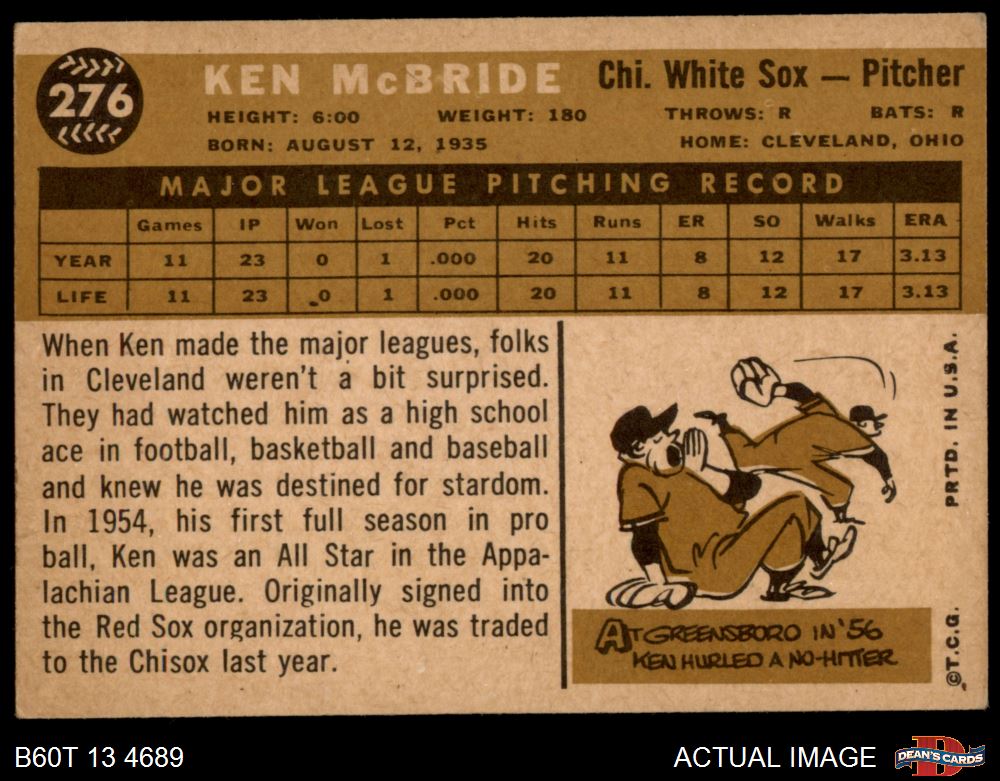 276
KEN McBRIDE
Chi. White Sox — Pitcher
HEIGHT: 6:00 WEIGHT: 180 THROWS: R BATS: R
BORN: AUGUST 12, 1935 HOME: CLEVELAND, OHIO
MAJOR LEAGUE PITCHING RECORD
Games IP Won Lost Pct Hits Runs ER SO Walks ERA
YEAR 11 23 0 1 .000 20 11 8 12 17 3.13
LIFE 11 23 0 1 .000 20 11 8 12 17 3.13
When Ken made the major leagues, folks
in Cleveland weren't a bit surprised.
They had watched him as a high school
ace in football, basketball and baseball
and knew he was destined for stardom.
In 1954, his first full season in pro
ball, Ken was an All Star in the Appa-
lachian League. Originally signed into
the Red Sox organization, he was traded
to the Chisox last year.
AT GREENSBORO IN '56
KEN HURLED A NO-HITTER
©T.C.G. PRTD. IN U.S.A.
B60T 13 4689
ACTUAL IMAGE
D
DEAN'S CARDS